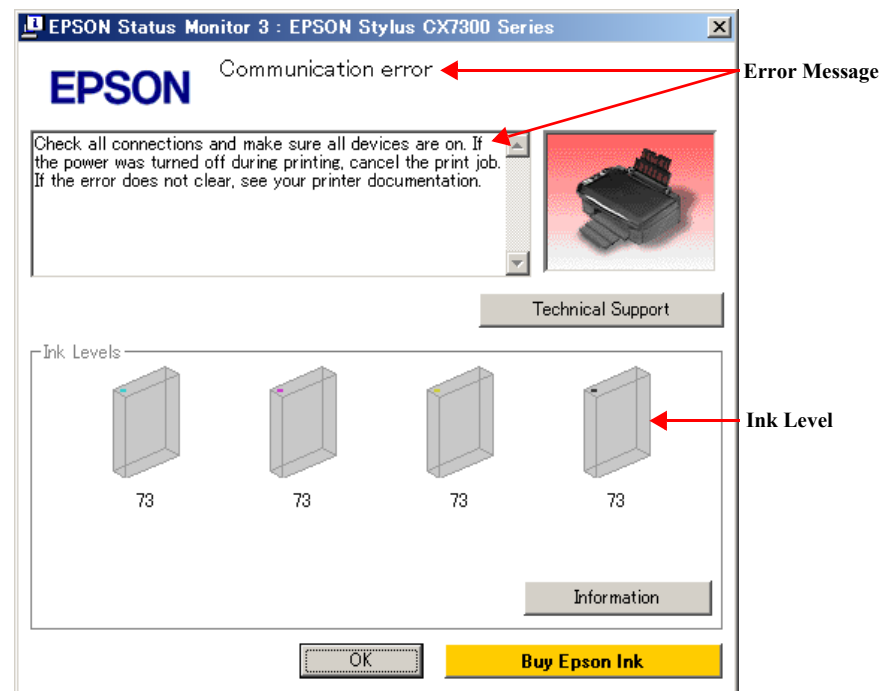 EPSON Status Monitor 3 : EPSON Stylus CX7300 Series
EPSON
Communication error
Error Message
Check all connections and make sure all devices are on. If
the power was turned off during printing, cancel the print job.
If the error does not clear, see your printer documentation.
Technical Support
Ink Levels
Ink Level
73 73 73 73
Information
OK
Buy Epson Ink